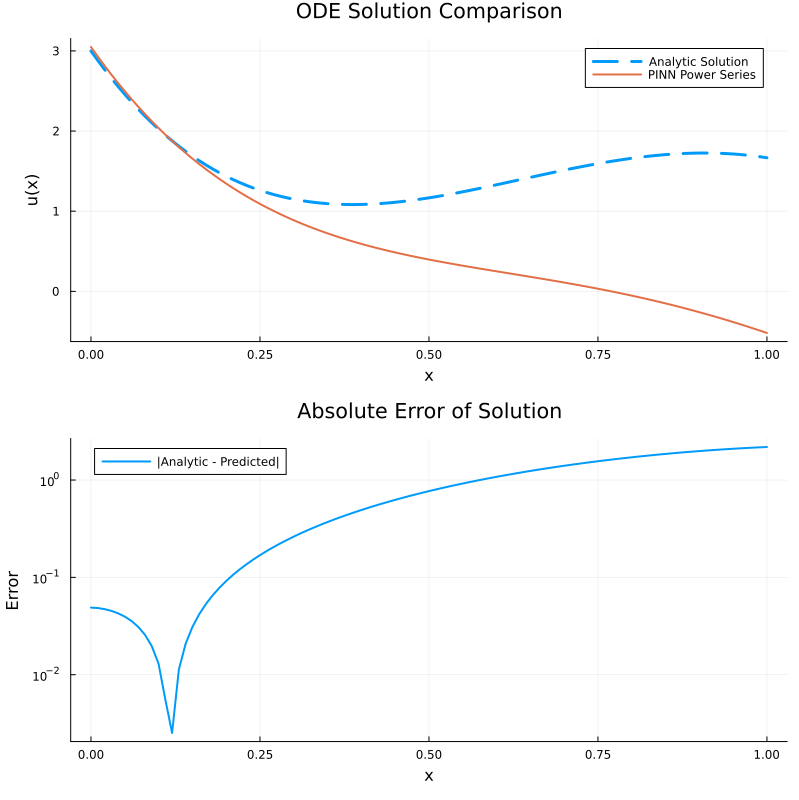 ODE Solution Comparison
3
2
1
0
u(x)
Analytic Solution
PINN Power Series
0.00 0.25 0.50 0.75 1.00
x
Absolute Error of Solution
|Analytic - Predicted|
10⁰
10⁻¹
10⁻²
Error
0.00 0.25 0.50 0.75 1.00
x